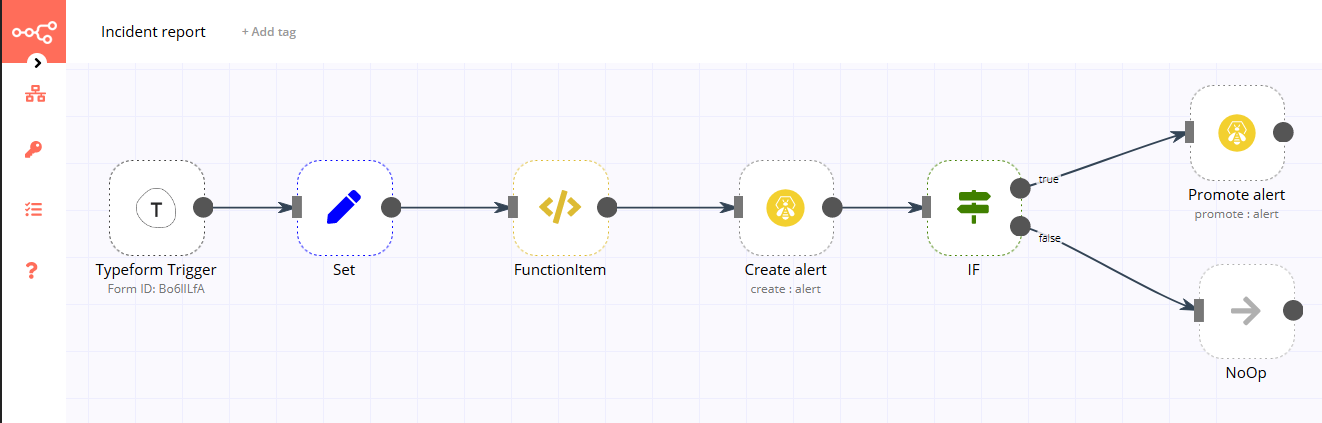 Incident report
+ Add tag
T
Typeform Trigger
Form ID: Bo6IILfA
Set
FunctionItem
Create alert
create : alert
IF
true
false
Promote alert
promote : alert
NoOp